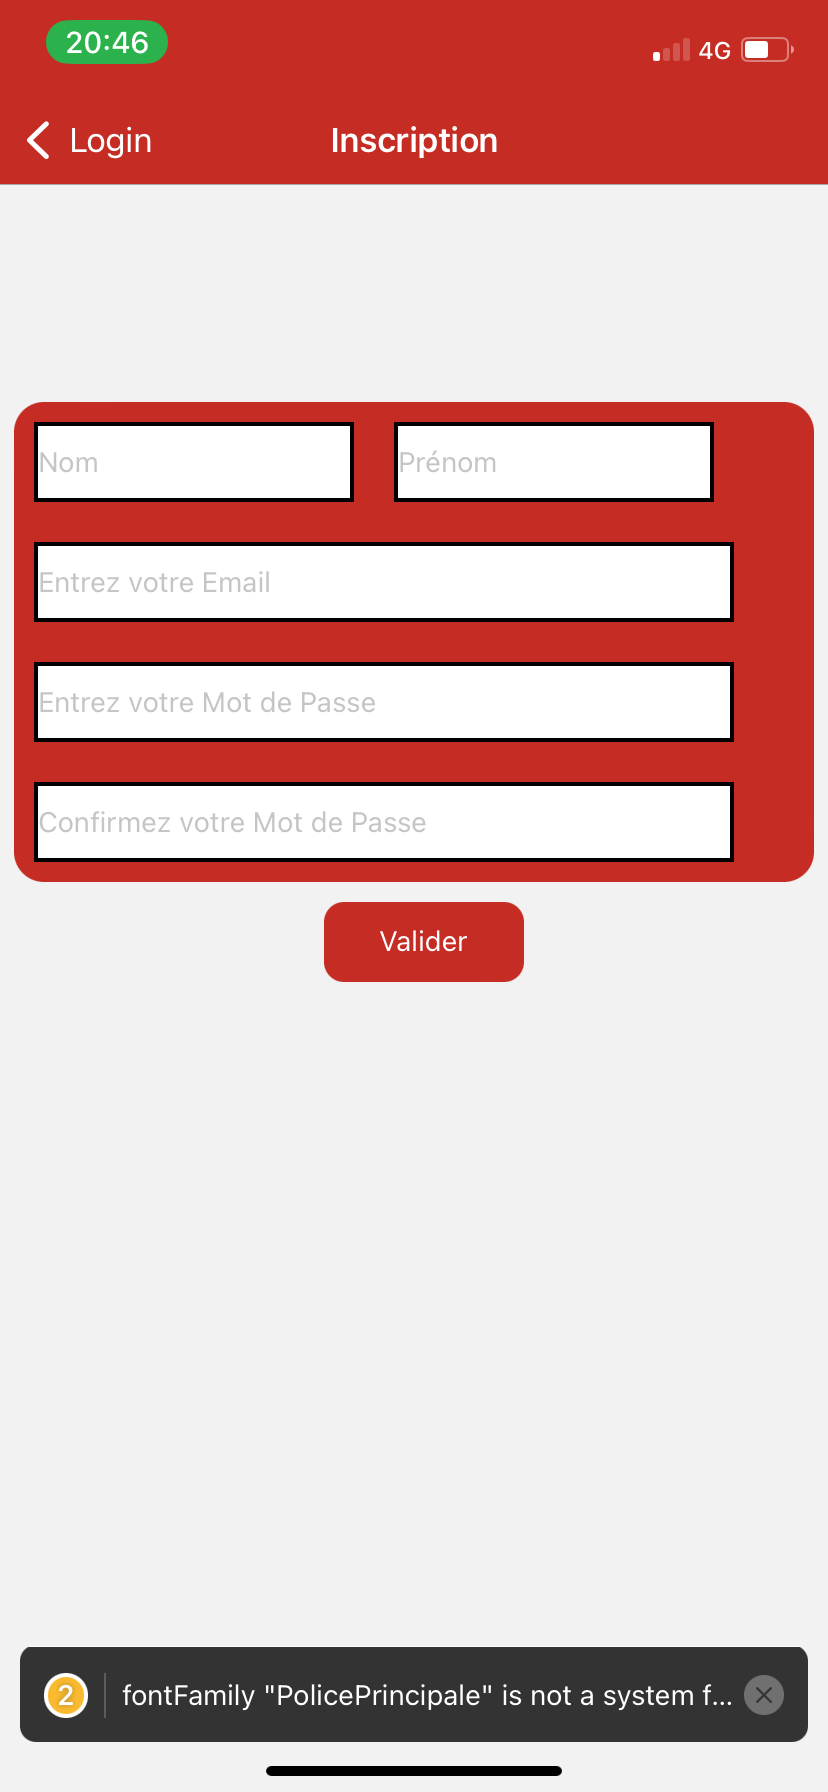 20:46
4G
Login
Inscription
Nom
Prénom
Entrez votre Email
Entrez votre Mot de Passe
Confirmez votre Mot de Passe
Valider
2
fontFamily "PolicePrincipale" is not a system f...